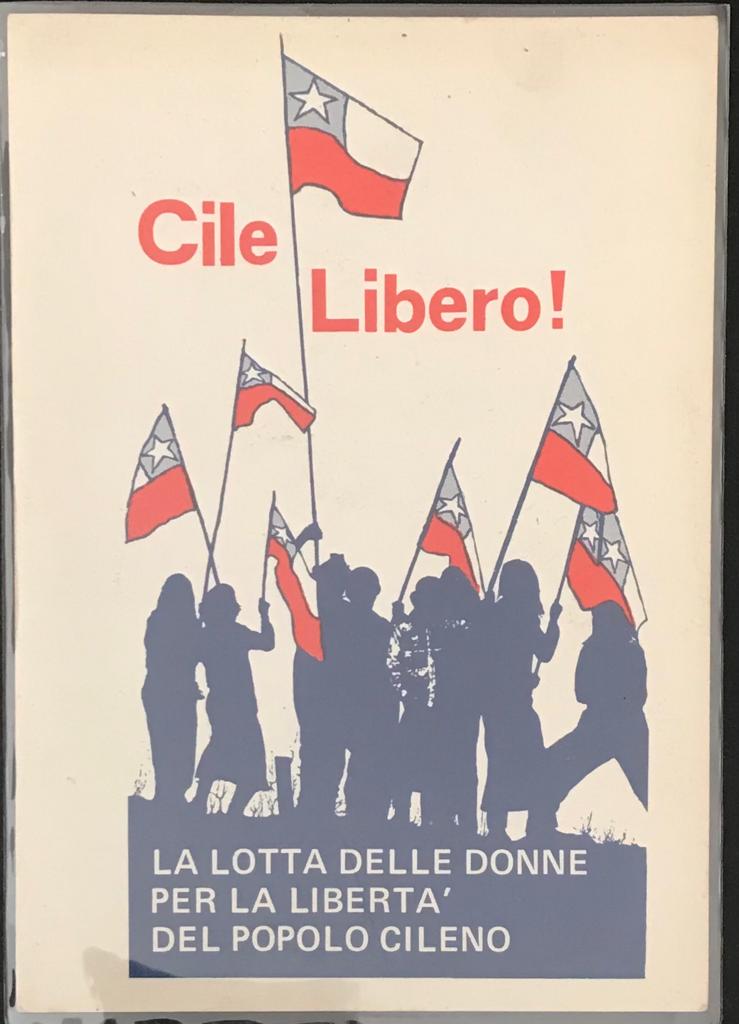 Cile
Libero!
LA LOTTA DELLE DONNE
PER LA LIBERTA'
DEL POPOLO CILENO